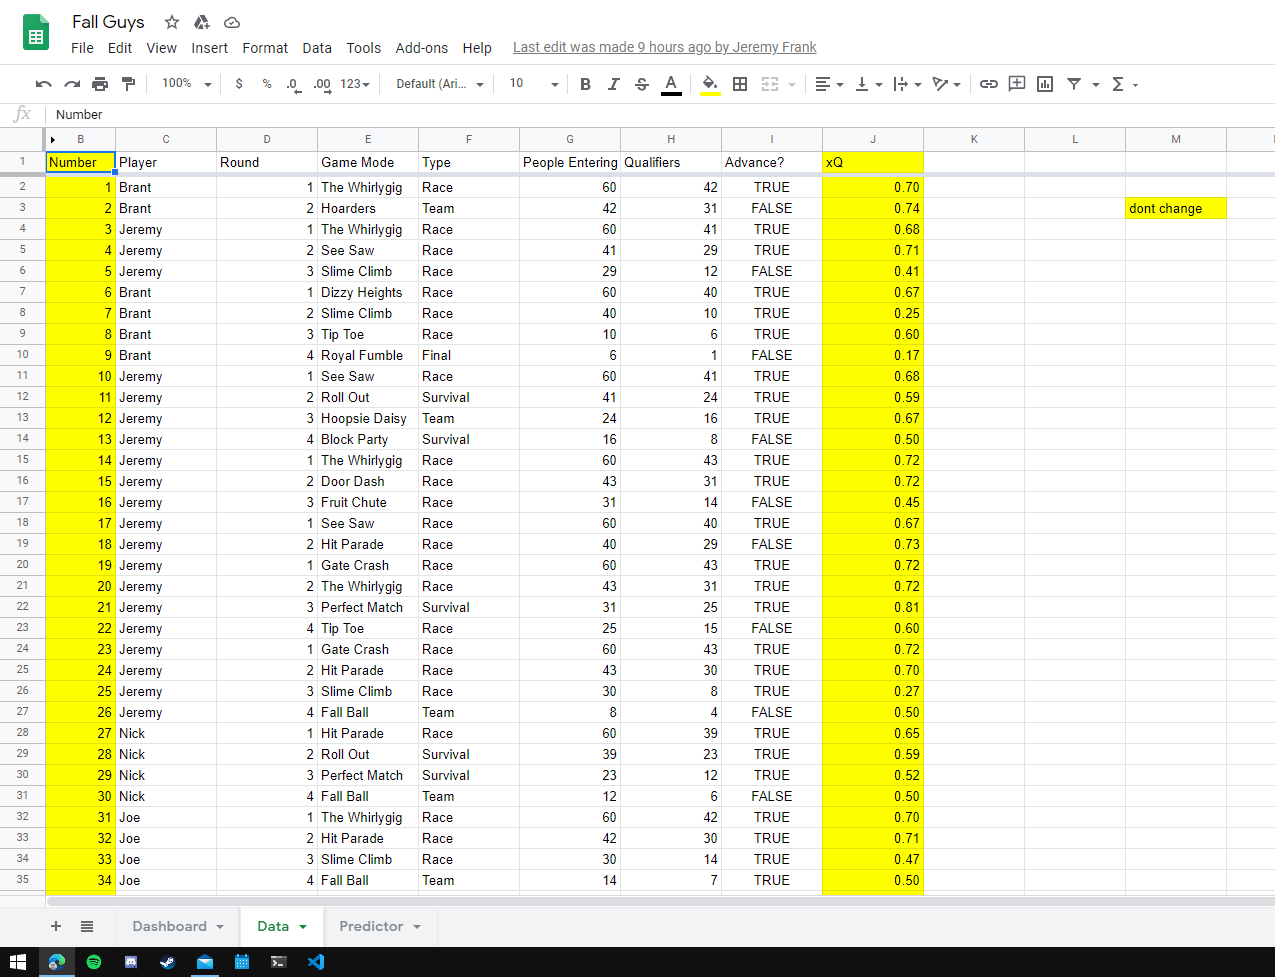 Fall Guys
File Edit View Insert Format Data Tools Add-ons Help Last edit was made 9 hours ago by Jeremy Frank
100% $ % .0 .00 123 Default (Ari... 10 B I S A
fx Number
B C D E F G H I J K L M
1 Number Player Round Game Mode Type People Entering Qualifiers Advance? xQ
2 1 Brant 1 The Whirlygig Race 60 42 TRUE 0.70
3 2 Brant 2 Hoarders Team 42 31 FALSE 0.74 dont change
4 3 Jeremy 1 The Whirlygig Race 60 41 TRUE 0.68
5 4 Jeremy 2 See Saw Race 41 29 TRUE 0.71
6 5 Jeremy 3 Slime Climb Race 29 12 FALSE 0.41
7 6 Brant 1 Dizzy Heights Race 60 40 TRUE 0.67
8 7 Brant 2 Slime Climb Race 40 10 TRUE 0.25
9 8 Brant 3 Tip Toe Race 10 6 TRUE 0.60
10 9 Brant 4 Royal Fumble Final 6 1 FALSE 0.17
11 10 Jeremy 1 See Saw Race 60 41 TRUE 0.68
12 11 Jeremy 2 Roll Out Survival 41 24 TRUE 0.59
13 12 Jeremy 3 Hoopsie Daisy Team 24 16 TRUE 0.67
14 13 Jeremy 4 Block Party Survival 16 8 FALSE 0.50
15 14 Jeremy 1 The Whirlygig Race 60 43 TRUE 0.72
16 15 Jeremy 2 Door Dash Race 43 31 TRUE 0.72
17 16 Jeremy 3 Fruit Chute Race 31 14 FALSE 0.45
18 17 Jeremy 1 See Saw Race 60 40 TRUE 0.67
19 18 Jeremy 2 Hit Parade Race 40 29 FALSE 0.73
20 19 Jeremy 1 Gate Crash Race 60 43 TRUE 0.72
21 20 Jeremy 2 The Whirlygig Race 43 31 TRUE 0.72
22 21 Jeremy 3 Perfect Match Survival 31 25 TRUE 0.81
23 22 Jeremy 4 Tip Toe Race 25 15 FALSE 0.60
24 23 Jeremy 1 Gate Crash Race 60 43 TRUE 0.72
25 24 Jeremy 2 Hit Parade Race 43 30 TRUE 0.70
26 25 Jeremy 3 Slime Climb Race 30 8 TRUE 0.27
27 26 Jeremy 4 Fall Ball Team 8 4 FALSE 0.50
28 27 Nick 1 Hit Parade Race 60 39 TRUE 0.65
29 28 Nick 2 Roll Out Survival 39 23 TRUE 0.59
30 29 Nick 3 Perfect Match Survival 23 12 TRUE 0.52
31 30 Nick 4 Fall Ball Team 12 6 FALSE 0.50
32 31 Joe 1 The Whirlygig Race 60 42 TRUE 0.70
33 32 Joe 2 Hit Parade Race 42 30 TRUE 0.71
34 33 Joe 3 Slime Climb Race 30 14 TRUE 0.47
35 34 Joe 4 Fall Ball Team 14 7 TRUE 0.50
Dashboard Data Predictor